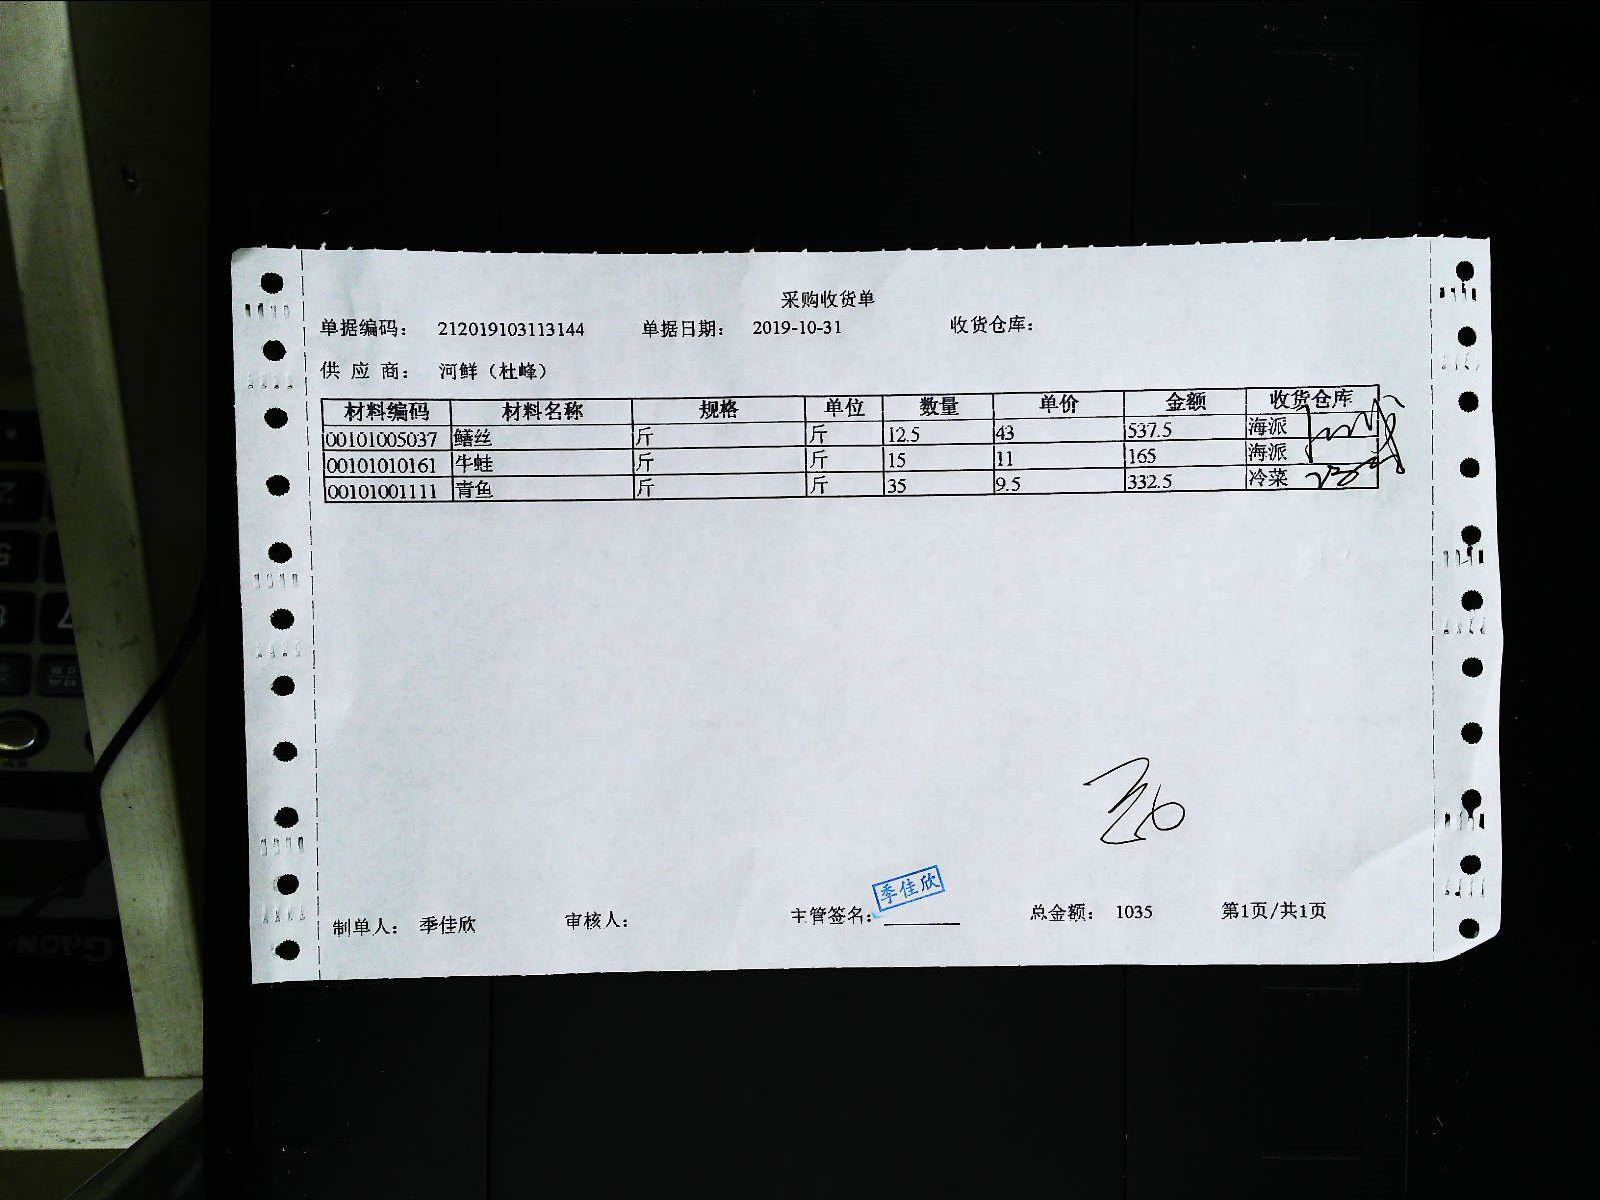 采购收货单
单据编码： 212019103113144 单据日期： 2019-10-31 收货仓库：
供 应 商： 河鲜（杜峰）
材料编码 材料名称 规格 单位 数量 单价 金额 收货仓库
00101005037 鳝丝 斤 斤 12.5 43 537.5 海派
00101010161 牛蛙 斤 斤 15 11 165 海派
00101001111 青鱼 斤 斤 35 9.5 332.5 冷菜
季佳欣
制单人： 季佳欣 审核人： 主管签名： 总金额： 1035 第1页/共1页